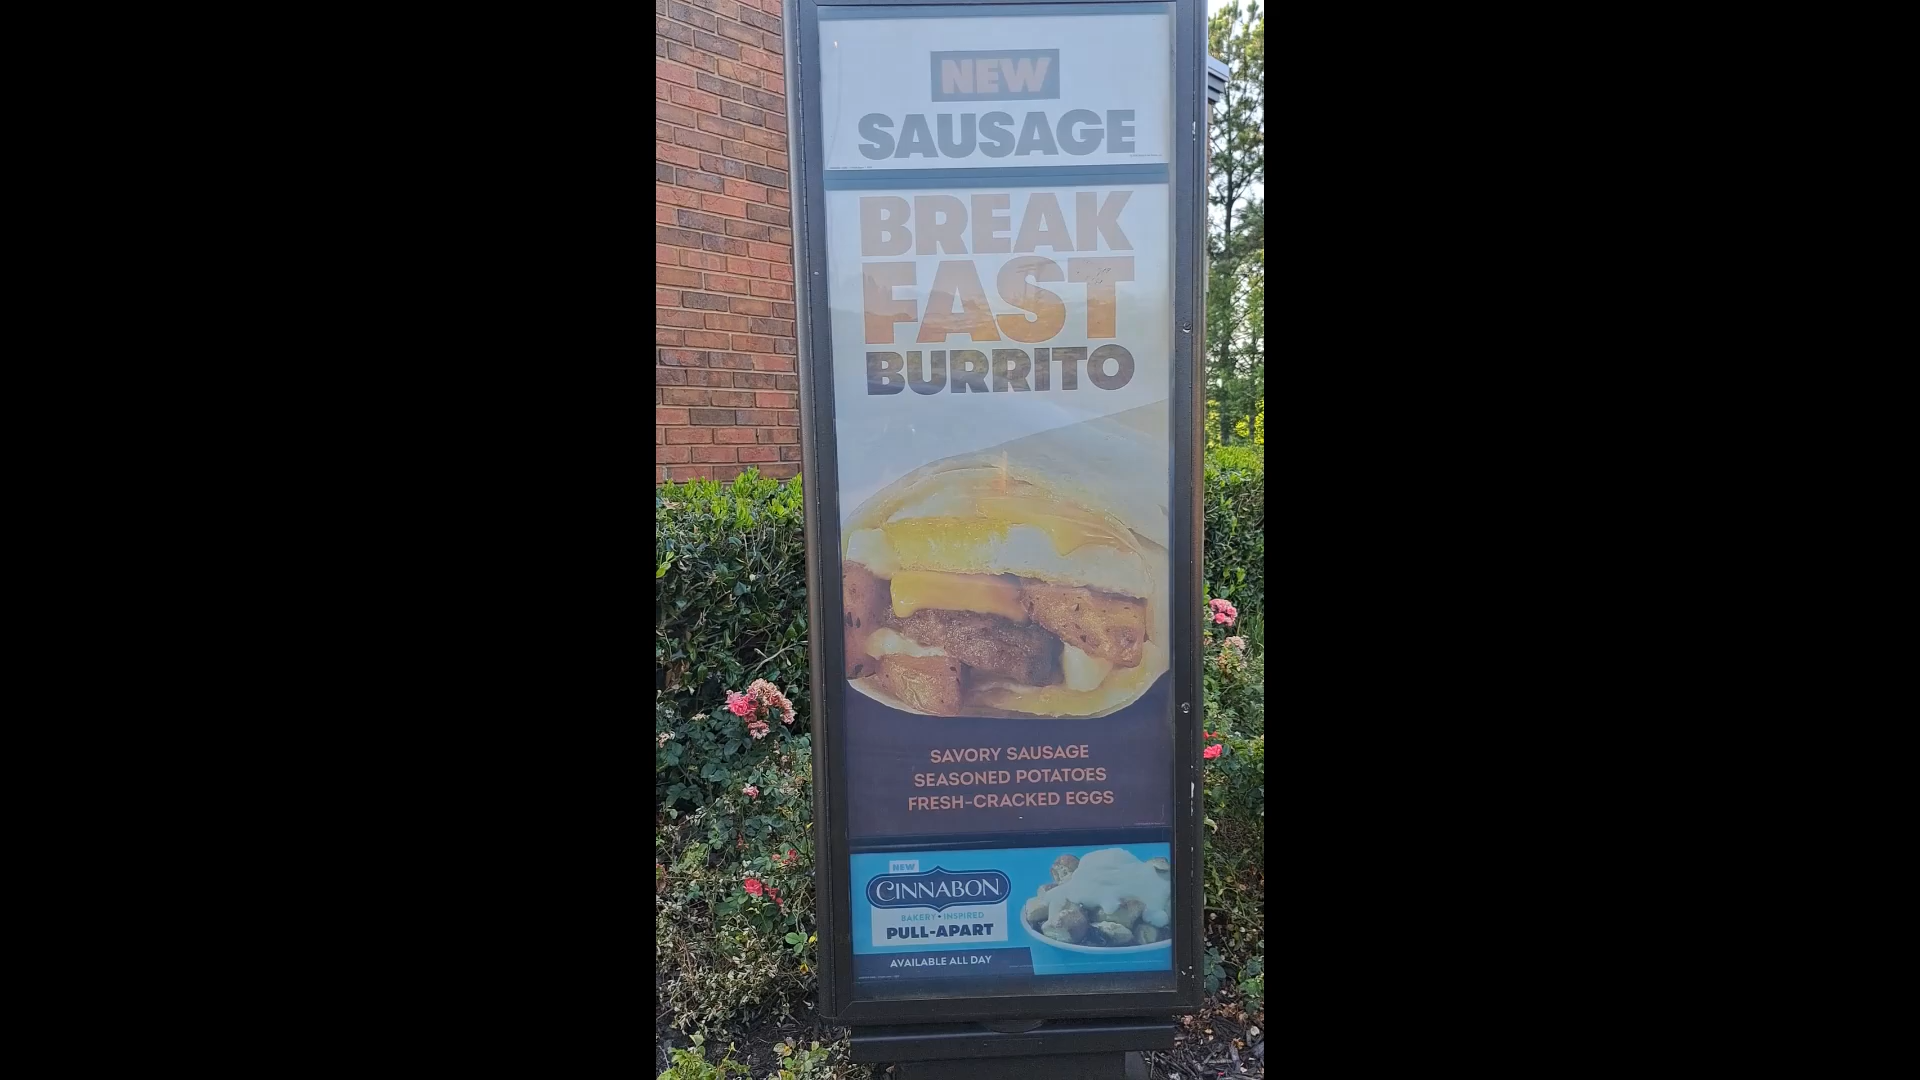 NEW
SAUSAGE
BREAK
FAST
BURRITO
SAVORY SAUSAGE
SEASONED POTATOES
FRESH-CRACKED EGGS
NEW
CINNABON
BAKERY • INSPIRED
PULL-APART
AVAILABLE ALL DAY